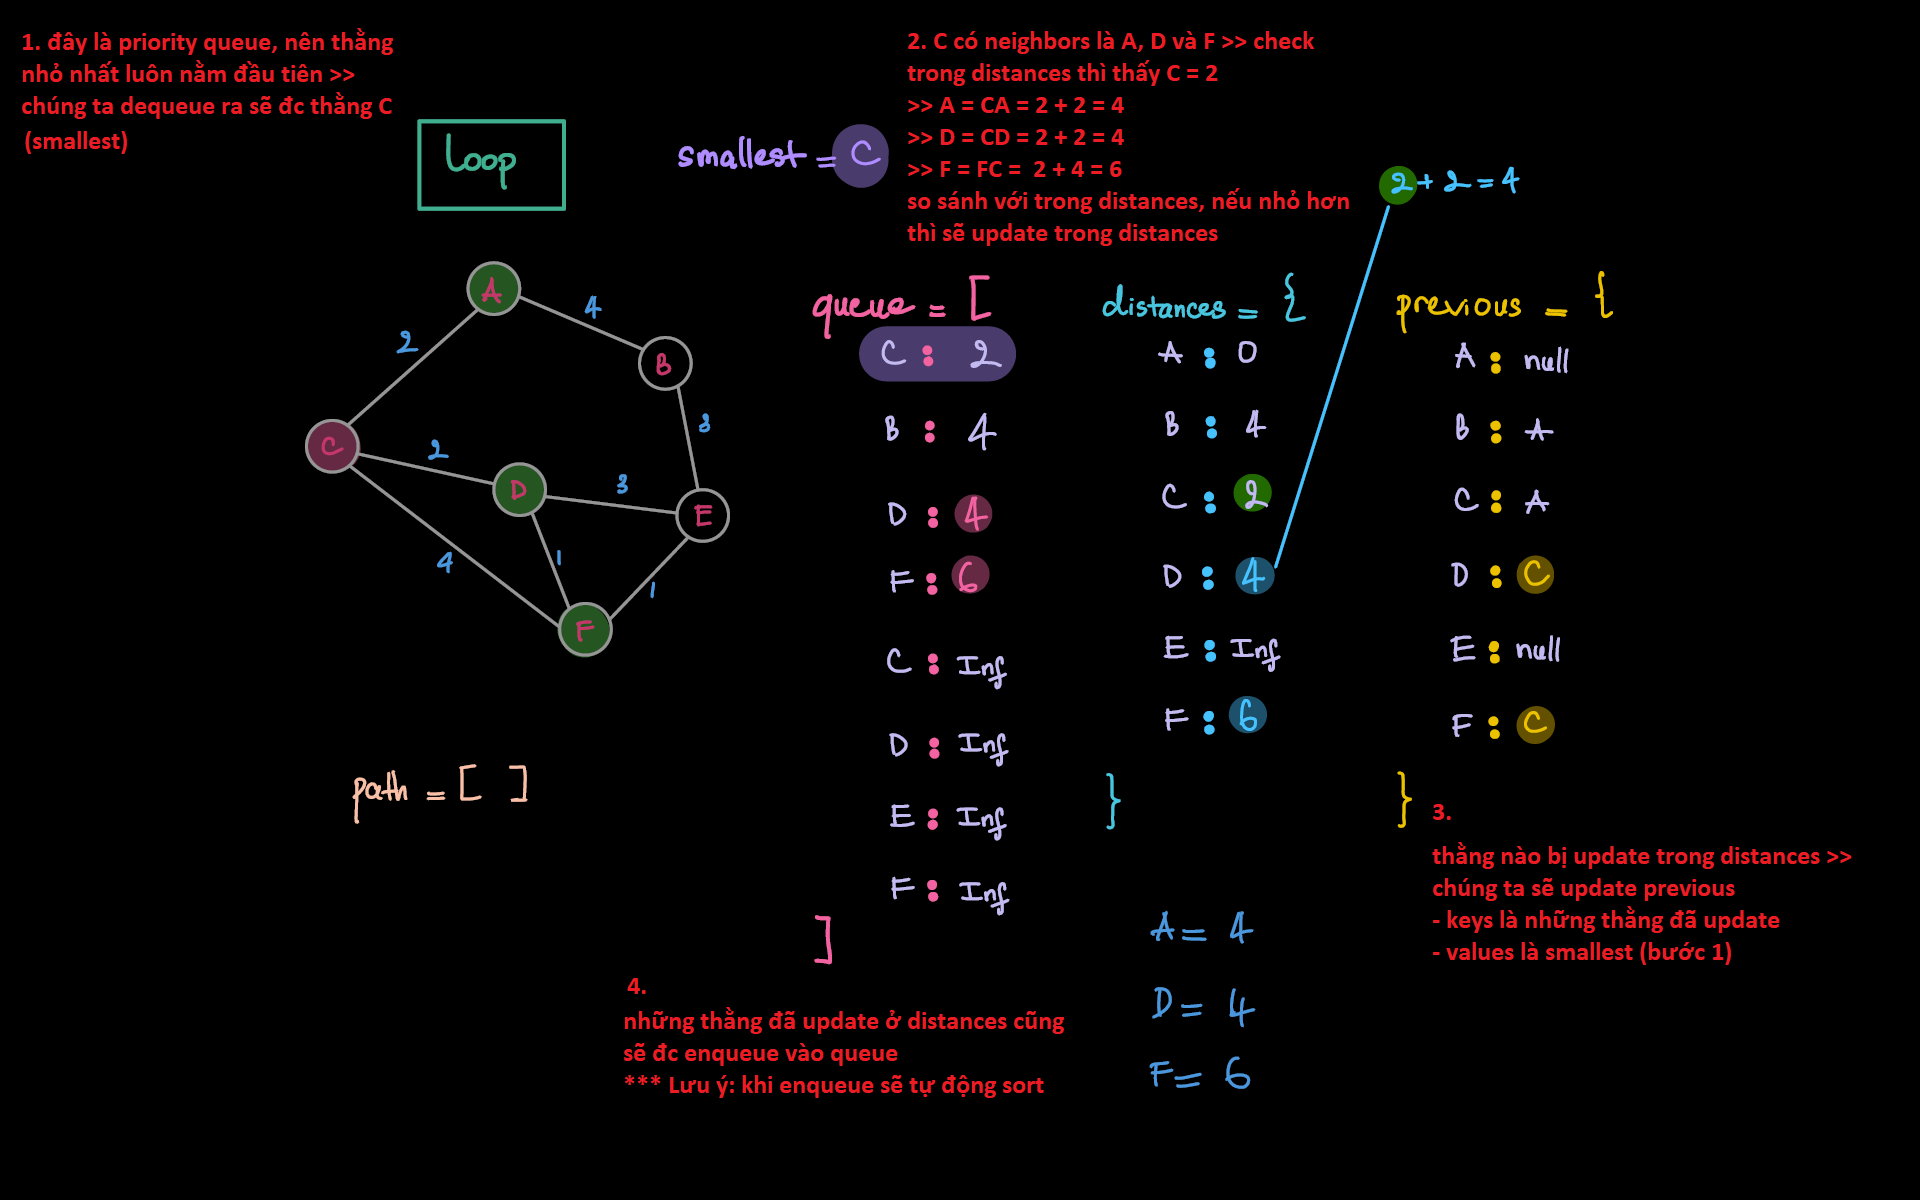 1. đây là priority queue, nên thằng
nhỏ nhất luôn nằm đầu tiên >>
chúng ta dequeue ra sẽ đc thằng C
(smallest)
Loop
smallest = C
2. C có neighbors là A, D và F >> check
trong distances thì thấy C = 2
>> A = CA = 2 + 2 = 4
>> D = CD = 2 + 2 = 4
>> F = FC = 2 + 4 = 6
so sánh với trong distances, nếu nhỏ hơn
thì sẽ update trong distances
2 + 2 = 4
A
4
2
B
3
C
2
D
3
E
4
1
1
F
path = [ ]
queue = [
C : 2
B : 4
D : 4
F : 6
C : Inf
D : Inf
E : Inf
F : Inf
]
distances = {
A : 0
B : 4
C : 2
D : 4
E : Inf
F : 6
}
previous = {
A : null
B : A
C : A
D : C
E : null
F : C
}
3.
thằng nào bị update trong distances >>
chúng ta sẽ update previous
- keys là những thằng đã update
- values là smallest (bước 1)
4.
những thằng đã update ở distances cũng
sẽ đc enqueue vào queue
*** Lưu ý: khi enqueue sẽ tự động sort
A = 4
D = 4
F = 6